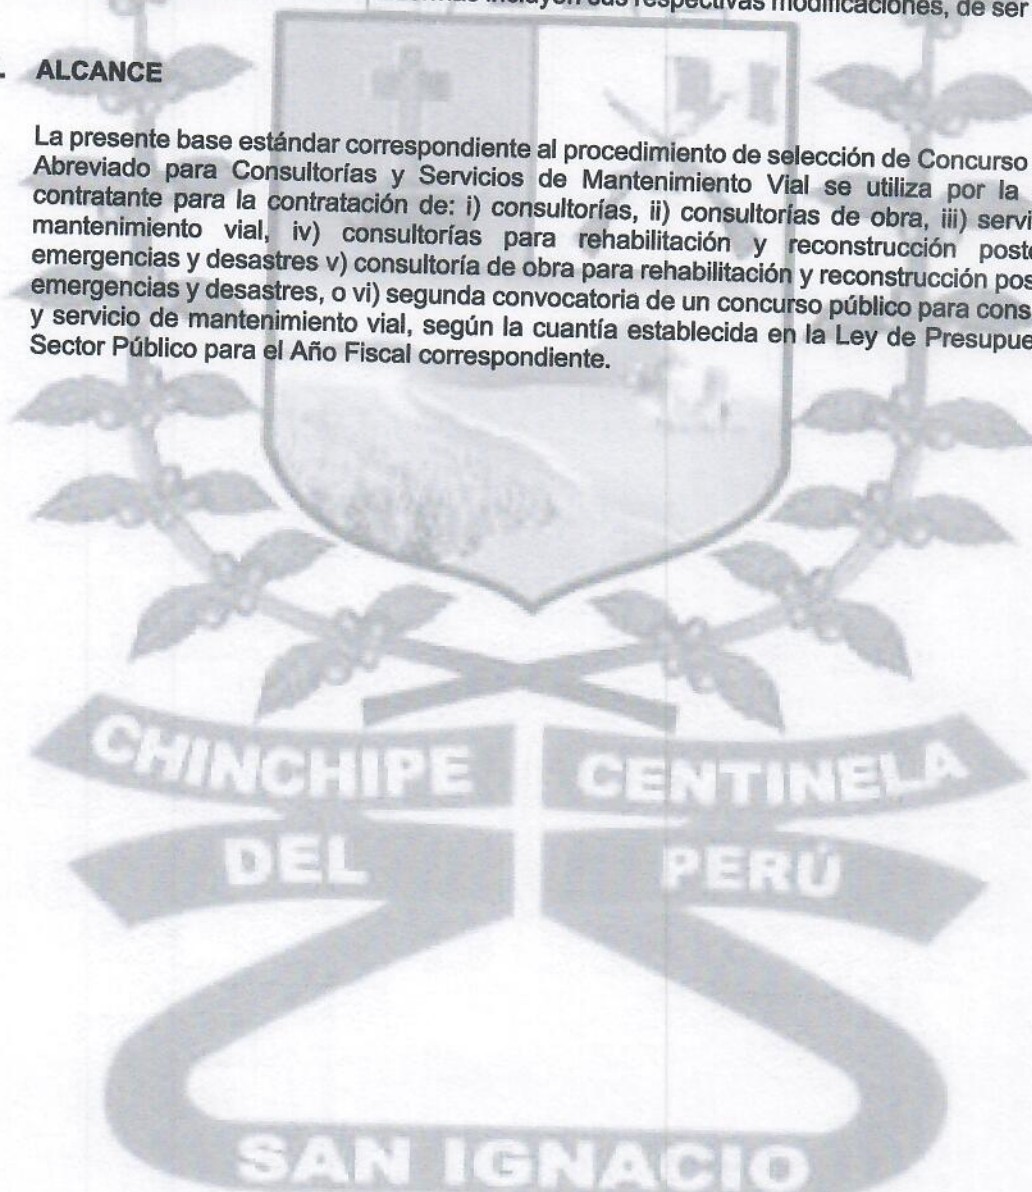 incluyen sus respectivas modificaciones, de ser
ALCANCE
La presente base estándar correspondiente al procedimiento de selección de Concurso
Abreviado para Consultorías y Servicios de Mantenimiento Vial se utiliza por la
contratante para la contratación de: i) consultorías, ii) consultorías de obra, iii) servi
mantenimiento vial, iv) consultorías para rehabilitación y reconstrucción poste
emergencias y desastres v) consultoría de obra para rehabilitación y reconstrucción pos
emergencias y desastres, o vi) segunda convocatoria de un concurso público para cons
y servicio de mantenimiento vial, según la cuantía establecida en la Ley de Presupue
Sector Público para el Año Fiscal correspondiente.
CHINCHIPE CENTINELA
DEL PERÚ
SAN IGNACIO